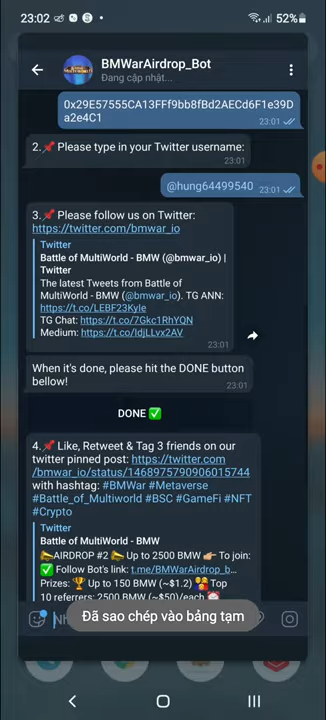 23:02
52%
BMWarAirdrop_Bot
Đang cập nhật...
0x29E57555CA13FFf9bb8fBd2AECd6F1e39D
a2e4C1
23:01
2.📌 Please type in your Twitter username:
23:01
@hung64499540
23:01
3.📌 Please follow us on Twitter:
https://twitter.com/bmwar_io
Twitter
Battle of MultiWorld - BMW (@bmwar_io) |
Twitter
The latest Tweets from Battle of
MultiWorld - BMW (@bmwar_io). TG ANN:
https://t.co/LEBF23Kyle
TG Chat: https://t.co/7Gkc1RhYQN
Medium: https://t.co/IdjLLvx2AV
23:01
When it's done, please hit the DONE button
bellow!
23:01
DONE ✅
4.📌 Like, Retweet & Tag 3 friends on our
twitter pinned post: https://twitter.com
/bmwar_io/status/1468975790906015744
with hashtag: #BMWar #Metaverse
#Battle_of_Multiworld #BSC #GameFi #NFT
#Crypto
Twitter
Battle of MultiWorld - BMW
📣AIRDROP #2 📣 Up to 2500 BMW 👉 To join:
✅ Follow Bot's link: t.me/BMWarAirdrop_b...
Prizes: 🏆 Up to 150 BMW (~$1.2) 👫 Top
10 referrers: 2500 BMW (~$50)/each ⏰
Đã sao chép vào bảng tạm